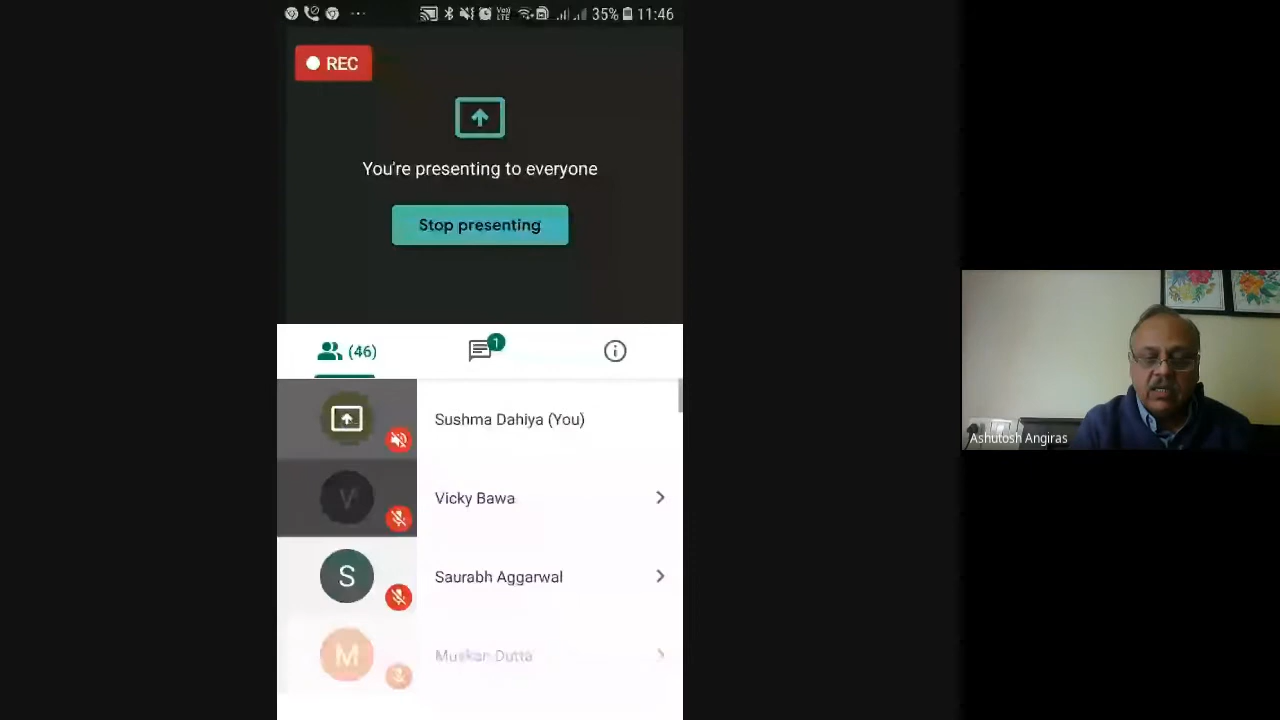 35% 11:46
REC
You're presenting to everyone
Stop presenting
(46)
1
Sushma Dahiya (You)
V
Vicky Bawa
S
Saurabh Aggarwal
M
Muskan Dutta
Ashutosh Angiras